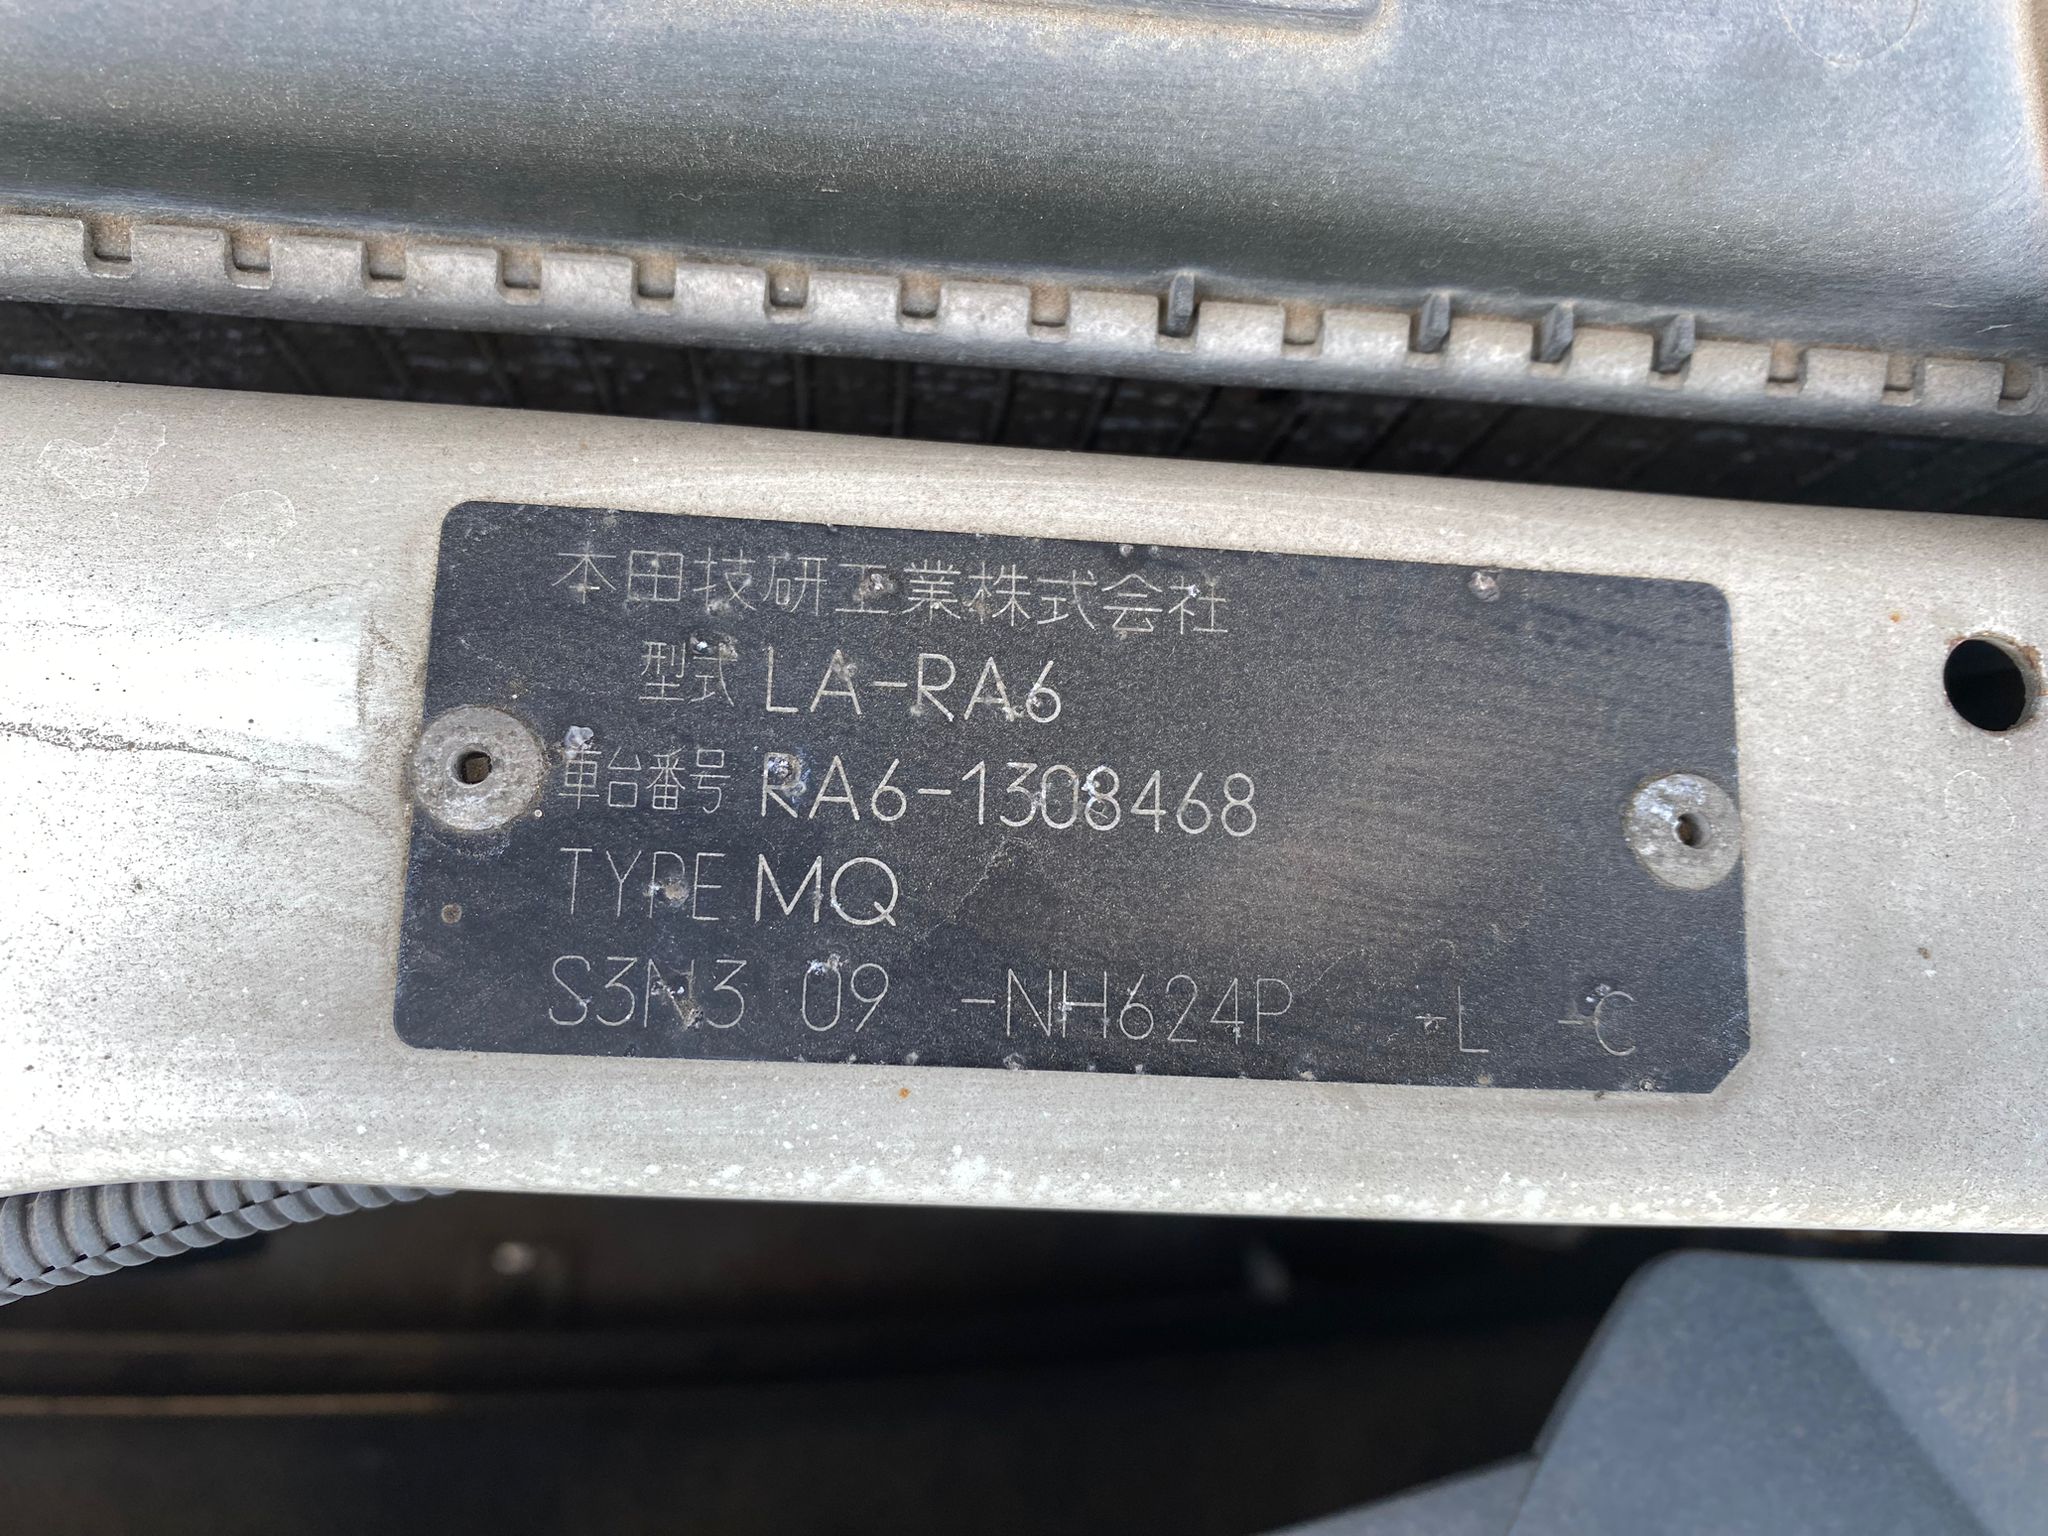 本田技研工業株式会社
型式 LA-RA6
車台番号 RA6-1308468
TYPE MQ
S3N3 09 -NH624P -L -C